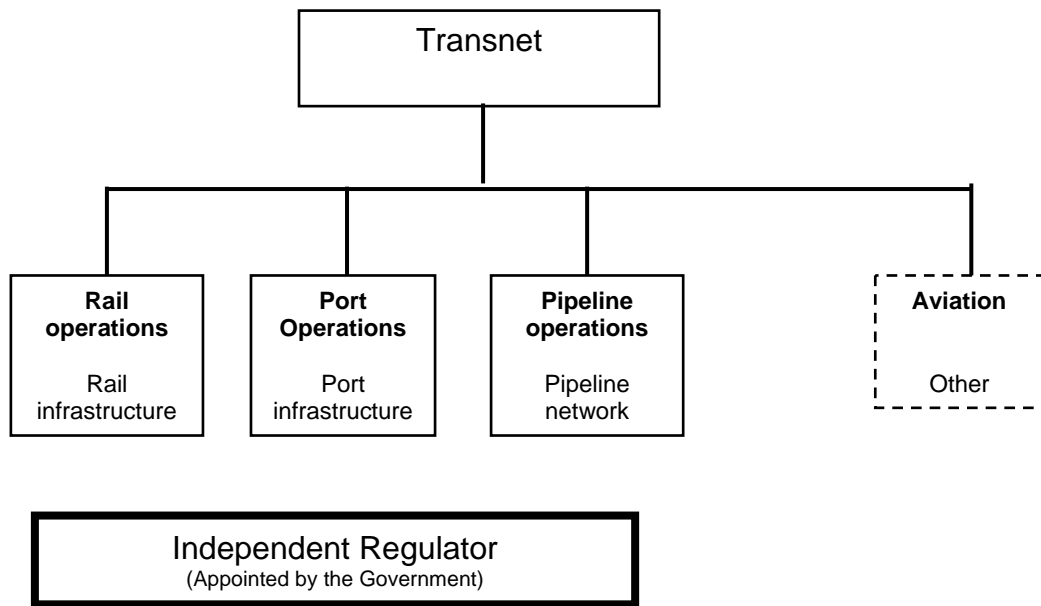 Transnet
Rail
operations
Rail
infrastructure
Port
Operations
Port
infrastructure
Pipeline
operations
Pipeline
network
Aviation
Other
Independent Regulator
(Appointed by the Government)